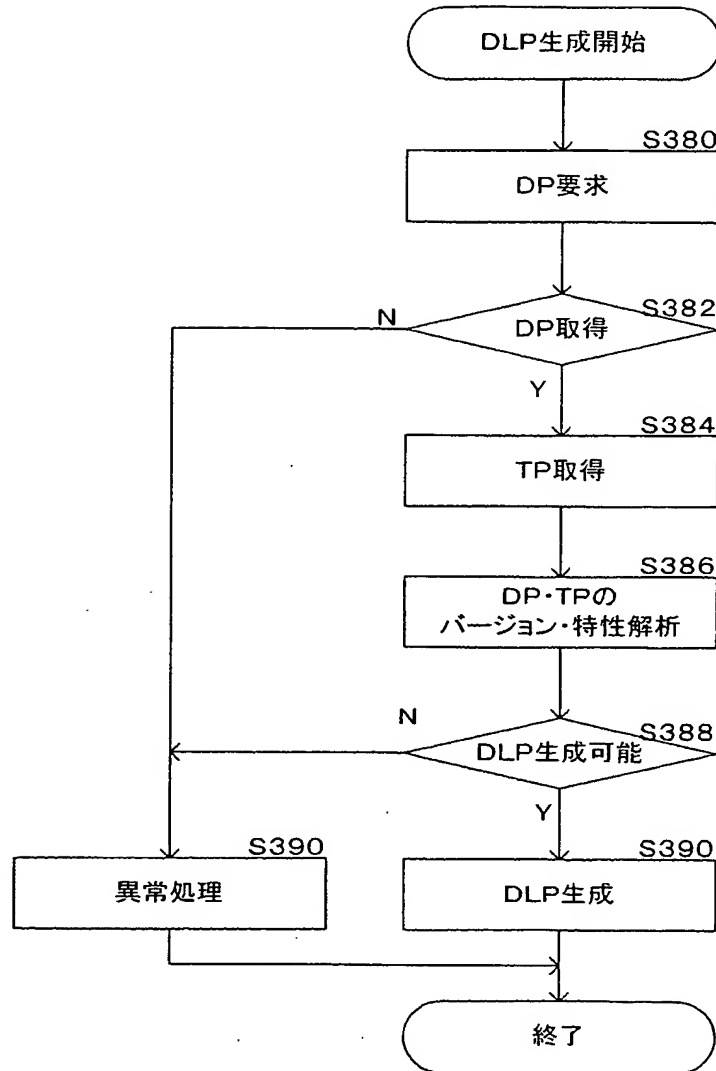 DLP生成開始
S380
DP要求
S382
N
DP取得
Y
S384
TP取得
S386
DP・TPの
バージョン・特性解析
N
S388
DLP生成可能
Y
S390
異常処理
S390
DLP生成
終了